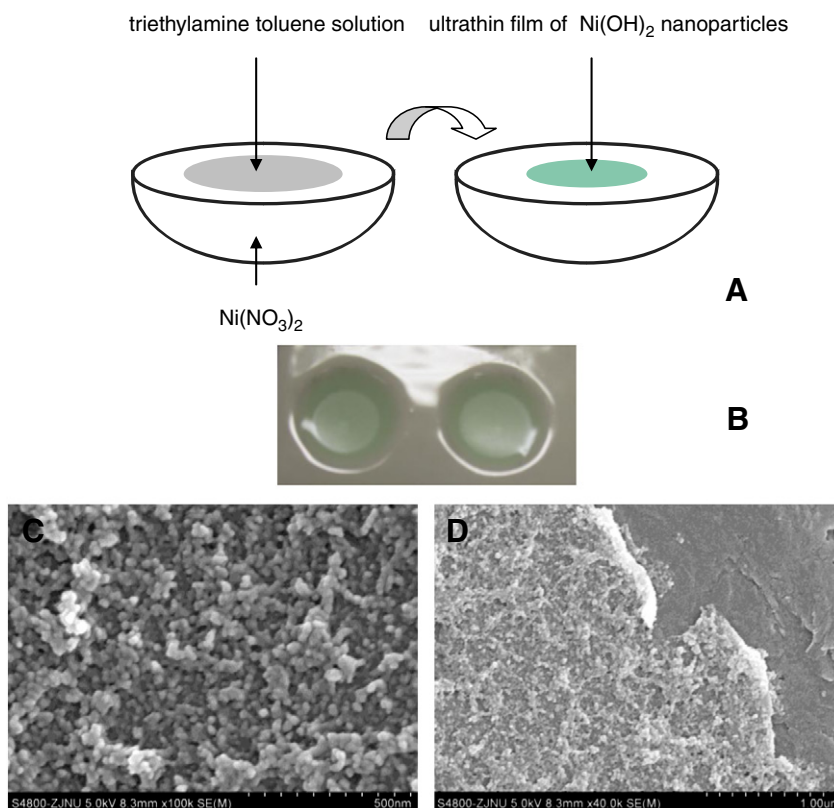 triethylamine toluene solution
ultrathin film of Ni(OH)2 nanoparticles
Ni(NO3)2
A
B
C
D
S4800-ZJNU 5.0kV 8.3mm x100k SE(M)
500nm
S4800-ZJNU 5.0kV 8.3mm x40.0k SE(M)